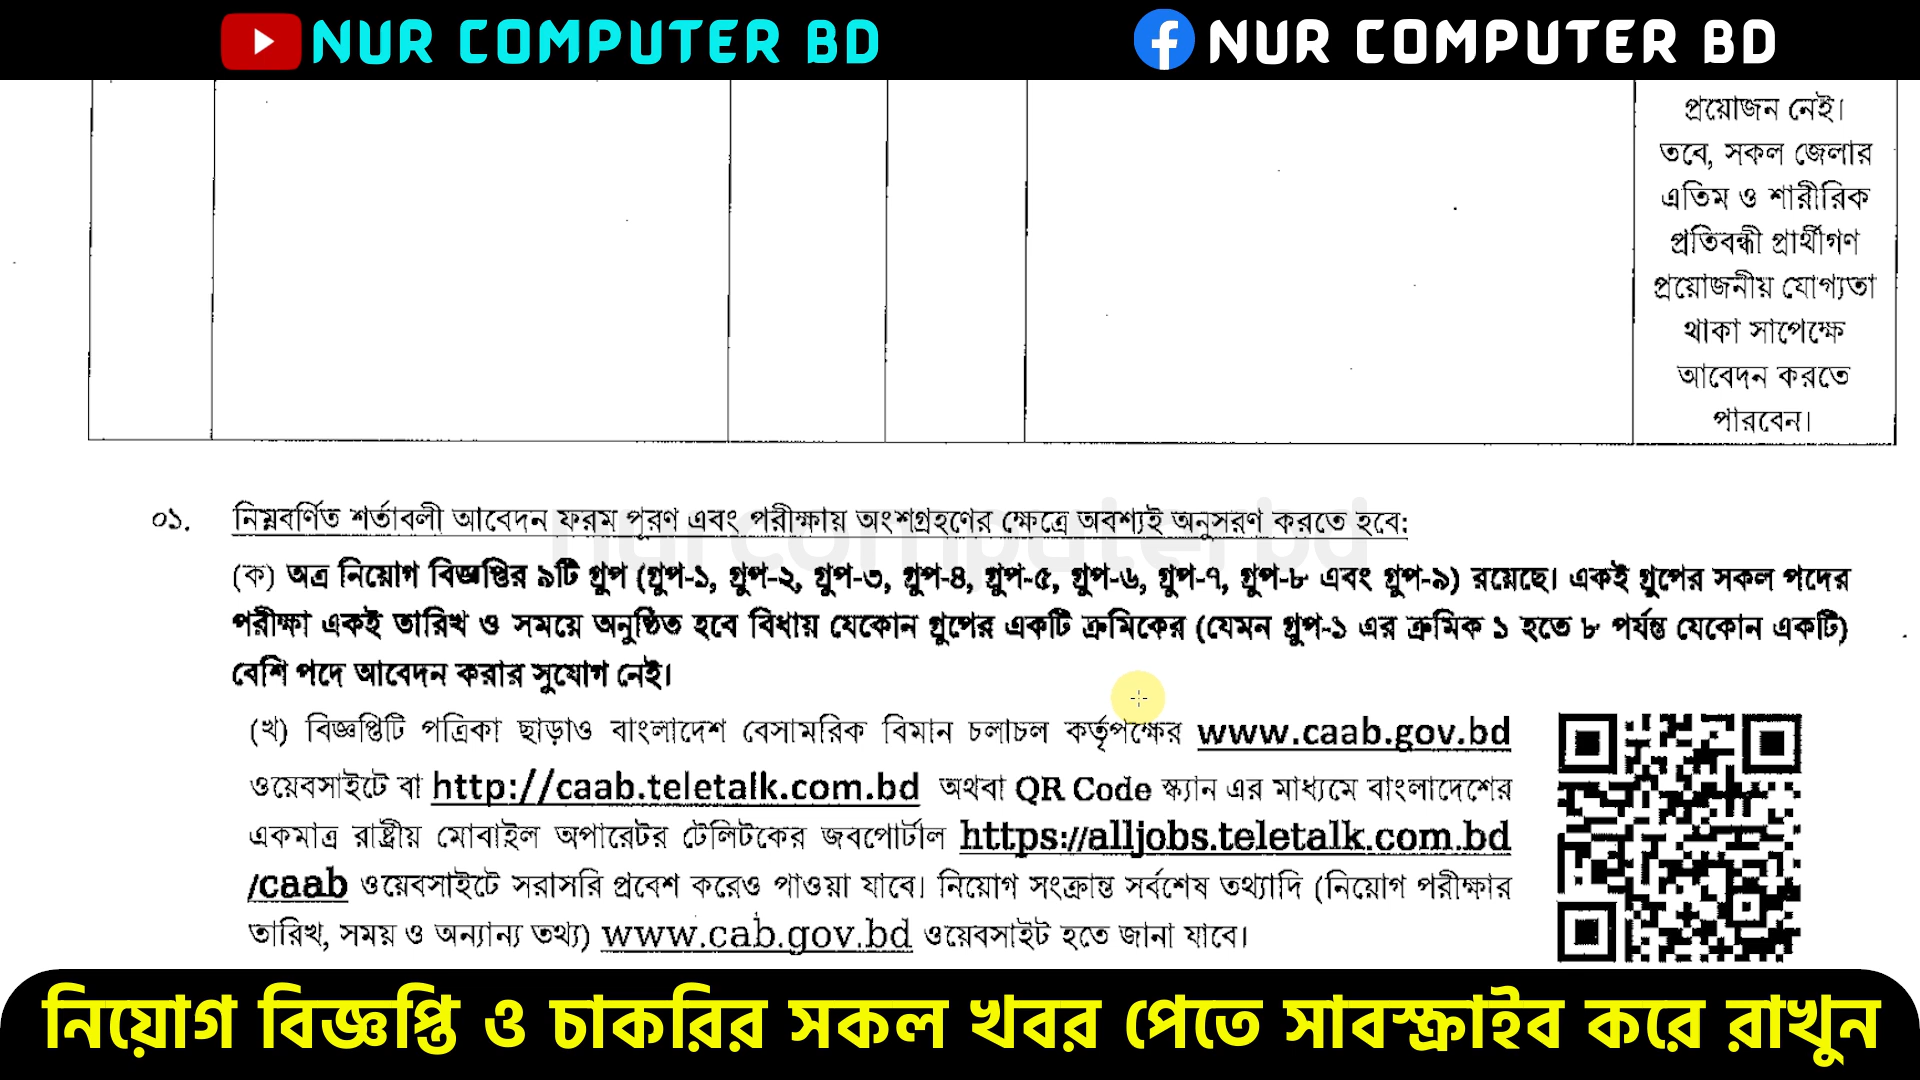 NUR COMPUTER BD
NUR COMPUTER BD
প্রয়োজন নেই।
তবে, সকল জেলার
এতিম ও শারীরিক
প্রতিবন্ধী প্রার্থীগণ
প্রয়োজনীয় যোগ্যতা
থাকা সাপেক্ষে
আবেদন করতে
পারবেন।
০১. নিম্নবর্ণিত শর্তাবলী আবেদন ফরম পূরণ এবং পরীক্ষায় অংশগ্রহণের ক্ষেত্রে অবশ্যই অনুসরণ করতে হবে:
nurcomputerbd
(ক) অত্র নিয়োগ বিজ্ঞপ্তির ৯টি গ্রুপ (গ্রুপ-১, গ্রুপ-২, গ্রুপ-৩, গ্রুপ-৪, গ্রুপ-৫, গ্রুপ-৬, গ্রুপ-৭, গ্রুপ-৮ এবং গ্রুপ-৯) রয়েছে। একই গ্রুপের সকল পদের
পরীক্ষা একই তারিখ ও সময়ে অনুষ্ঠিত হবে বিধায় যেকোন গ্রুপের একটি ক্রমিকের (যেমন গ্রুপ-১ এর ক্রমিক ১ হতে ৮ পর্যন্ত যেকোন একটি)
বেশি পদে আবেদন করার সুযোগ নেই।
(খ) বিজ্ঞপ্তিটি পত্রিকা ছাড়াও বাংলাদেশ বেসামরিক বিমান চলাচল কর্তৃপক্ষের www.caab.gov.bd
ওয়েবসাইটে বা http://caab.teletalk.com.bd অথবা QR Code স্ক্যান এর মাধ্যমে বাংলাদেশের
একমাত্র রাষ্ট্রীয় মোবাইল অপারেটর টেলিটকের জবপোর্টাল https://alljobs.teletalk.com.bd
/caab ওয়েবসাইটে সরাসরি প্রবেশ করেও পাওয়া যাবে। নিয়োগ সংক্রান্ত সর্বশেষ তথ্যাদি (নিয়োগ পরীক্ষার
তারিখ, সময় ও অন্যান্য তথ্য) www.cab.gov.bd ওয়েবসাইট হতে জানা যাবে।
নিয়োগ বিজ্ঞপ্তি ও চাকরির সকল খবর পেতে সাবস্ক্রাইব করে রাখুন